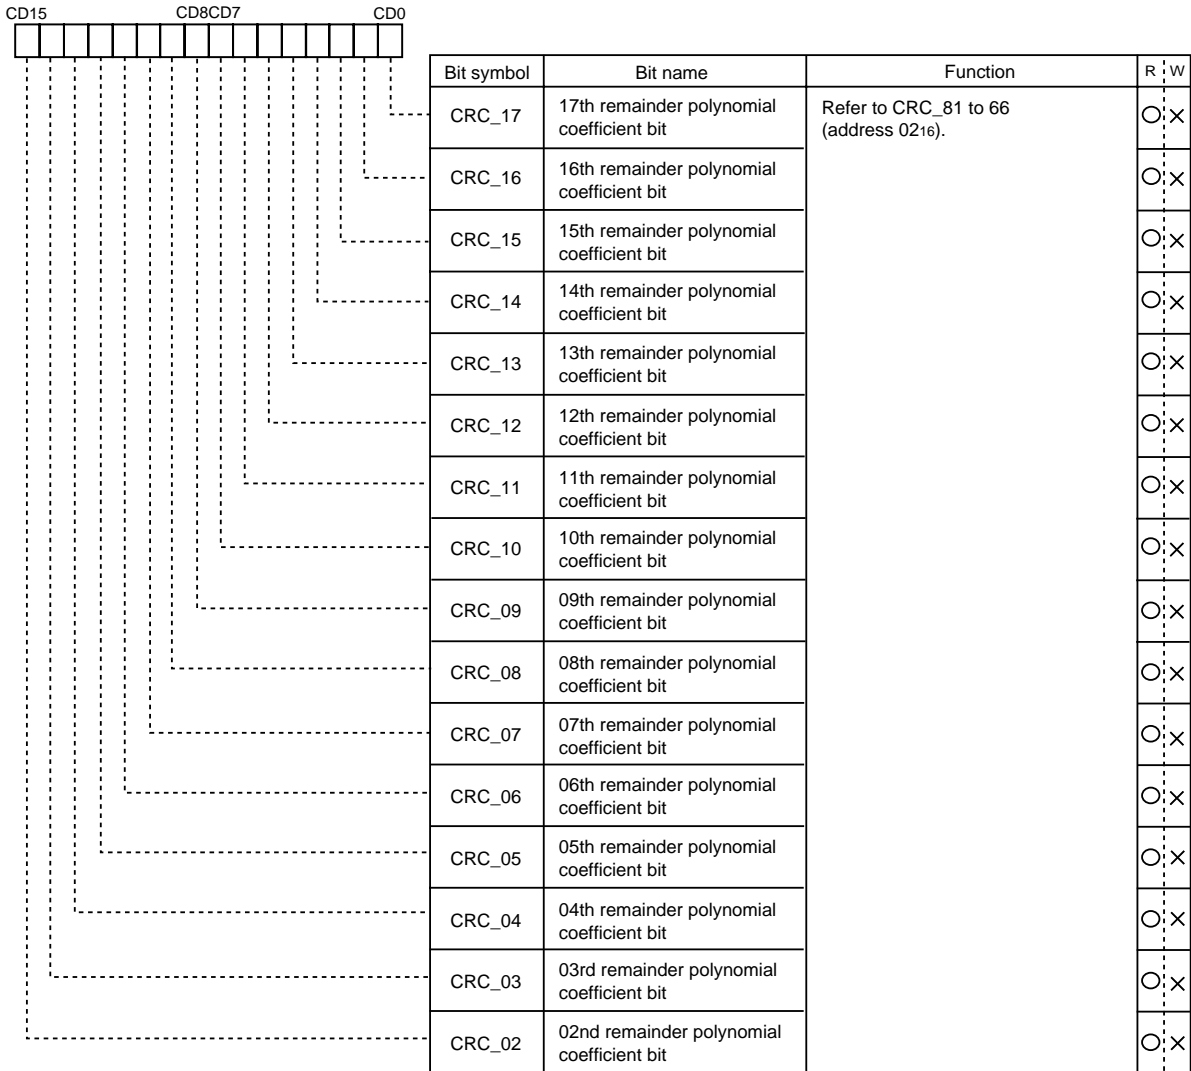 CD15 CD8CD7 CD0
Bit symbol Bit name Function R W
CRC_17 17th remainder polynomial
coefficient bit
Refer to CRC_81 to 66
(address 0216).
CRC_16 16th remainder polynomial
coefficient bit
CRC_15 15th remainder polynomial
coefficient bit
CRC_14 14th remainder polynomial
coefficient bit
CRC_13 13th remainder polynomial
coefficient bit
CRC_12 12th remainder polynomial
coefficient bit
CRC_11 11th remainder polynomial
coefficient bit
CRC_10 10th remainder polynomial
coefficient bit
CRC_09 09th remainder polynomial
coefficient bit
CRC_08 08th remainder polynomial
coefficient bit
CRC_07 07th remainder polynomial
coefficient bit
CRC_06 06th remainder polynomial
coefficient bit
CRC_05 05th remainder polynomial
coefficient bit
CRC_04 04th remainder polynomial
coefficient bit
CRC_03 03rd remainder polynomial
coefficient bit
CRC_02 02nd remainder polynomial
coefficient bit